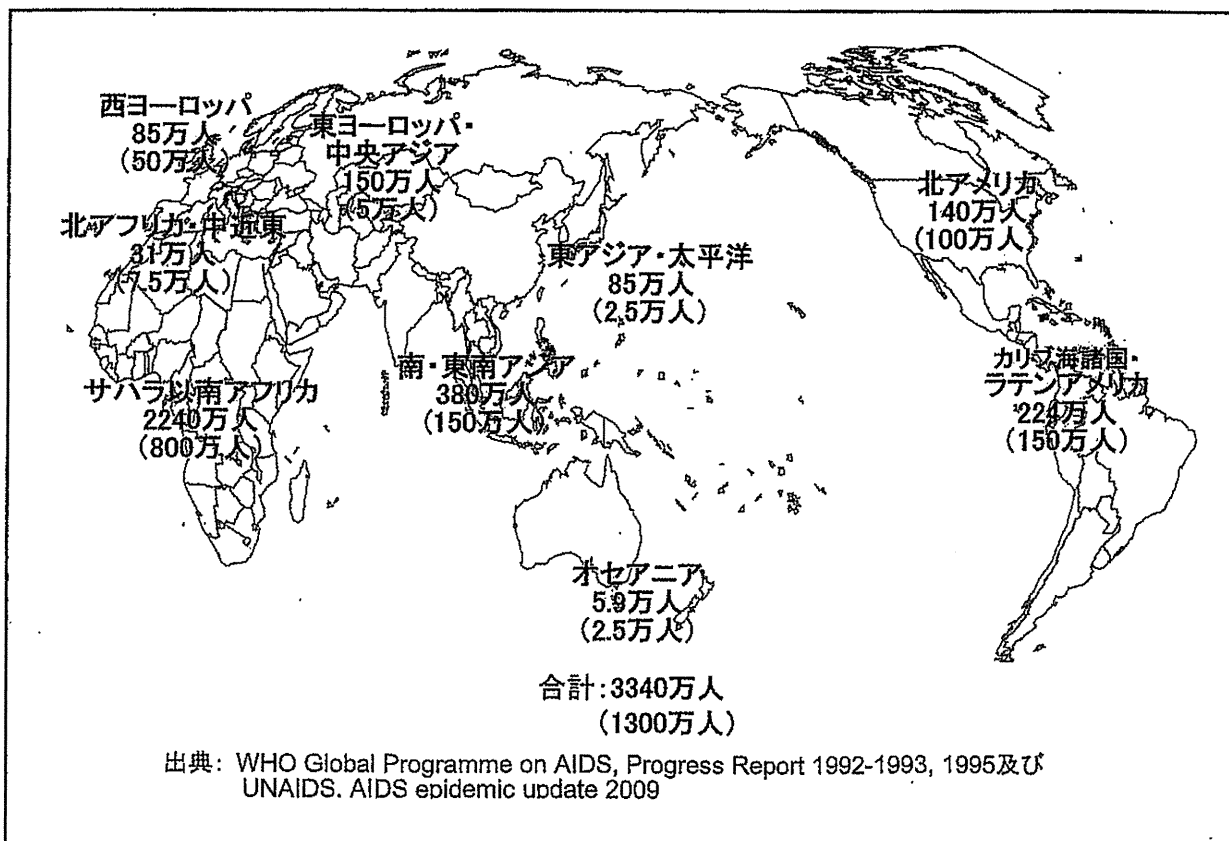 西ヨーロッパ
85万人
(50万人)
東ヨーロッパ・
中央アジア
150万人
(5万人)
北アフリカ・中近東
31万人
(7.5万人)
東アジア・太平洋
85万人
(2.5万人)
北アメリカ
140万人
(100万人)
南・東南アジア
380万人
(150万人)
サハラ以南アフリカ
2240万人
(800万人)
カリブ海諸国・
ラテンアメリカ
224万人
(150万人)
オセアニア
5.9万人
(2.5万人)
合計:3340万人
(1300万人)
出典: WHO Global Programme on AIDS, Progress Report 1992-1993, 1995及び
UNAIDS. AIDS epidemic update 2009